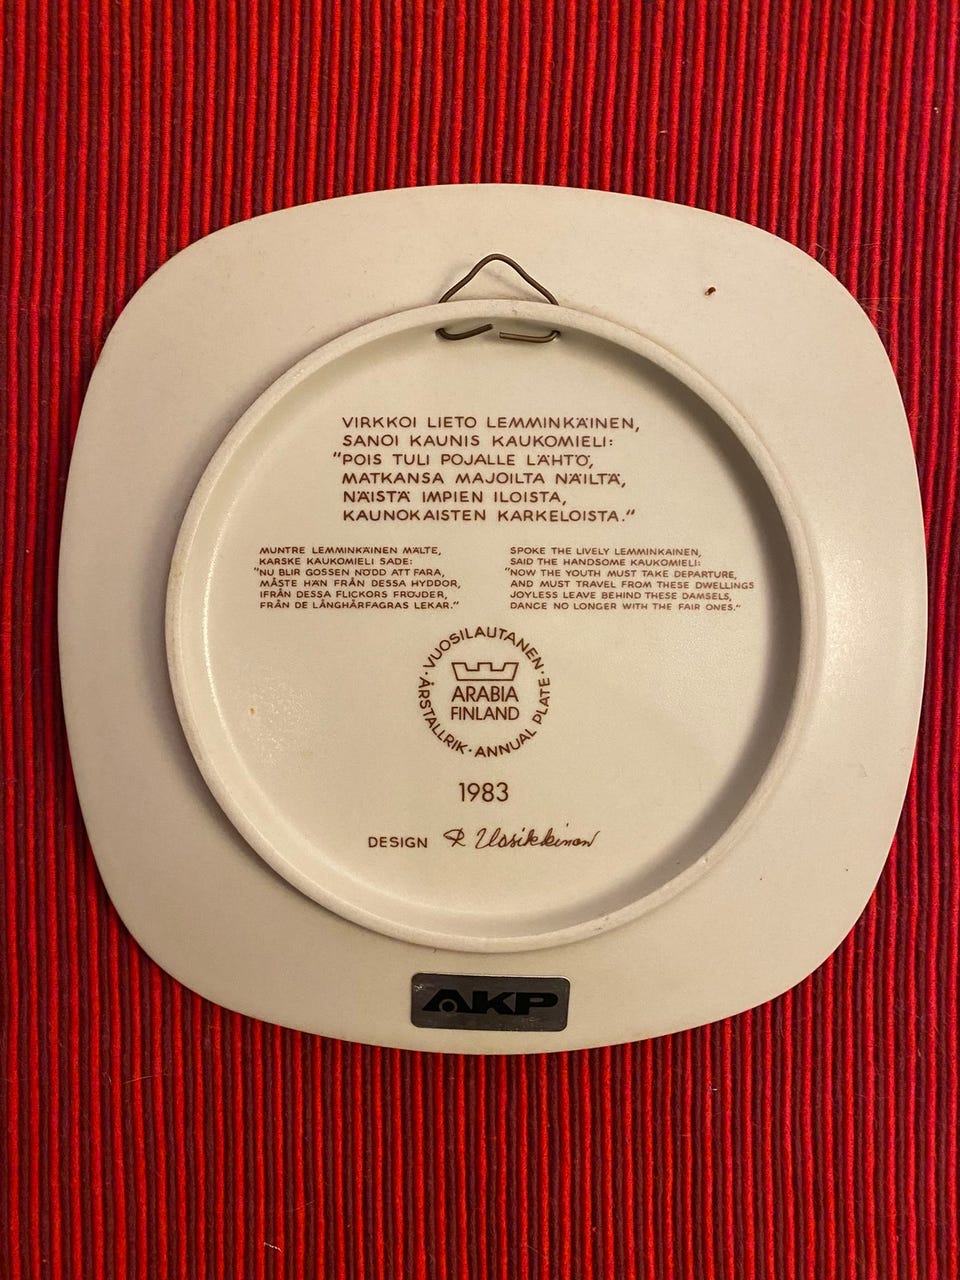 VIRKKOI LIETO LEMMINKÄINEN,
SANOI KAUNIS KAUKOMIELI:
"POIS TULI POJALLE LÄHTÖ,
MATKANSA MAJOILTA NÄILTÄ,
NÄISTÄ IMPIEN ILOISTA,
KAUNOKAISTEN KARKELOISTA."
MUNTRE LEMMINKÄINEN MÄLTE,
KARSKE KAUKOMIELI SADE:
"NU BLIR GOSSEN NÖDD ATT FARA,
MÅSTE HAN FRÅN DESSA HYDDOR,
IFRÅN DESSA FLICKORS FRÖJDER,
FRÅN DE LÅNGHÅRFAGRAS LEKAR."
SPOKE THE LIVELY LEMMINKAINEN,
SAID THE HANDSOME KAUKOMIELI:
"NOW THE YOUTH MUST TAKE DEPARTURE,
AND MUST TRAVEL FROM THESE DWELLINGS
JOYLESS LEAVE BEHIND THESE DAMSELS,
DANCE NO LONGER WITH THE FAIR ONES."
VUOSILAUTANEN · ANNUAL PLATE · ÅRSTALLRIK ·
ARABIA
FINLAND
1983
DESIGN R Uosikkinen
AKP